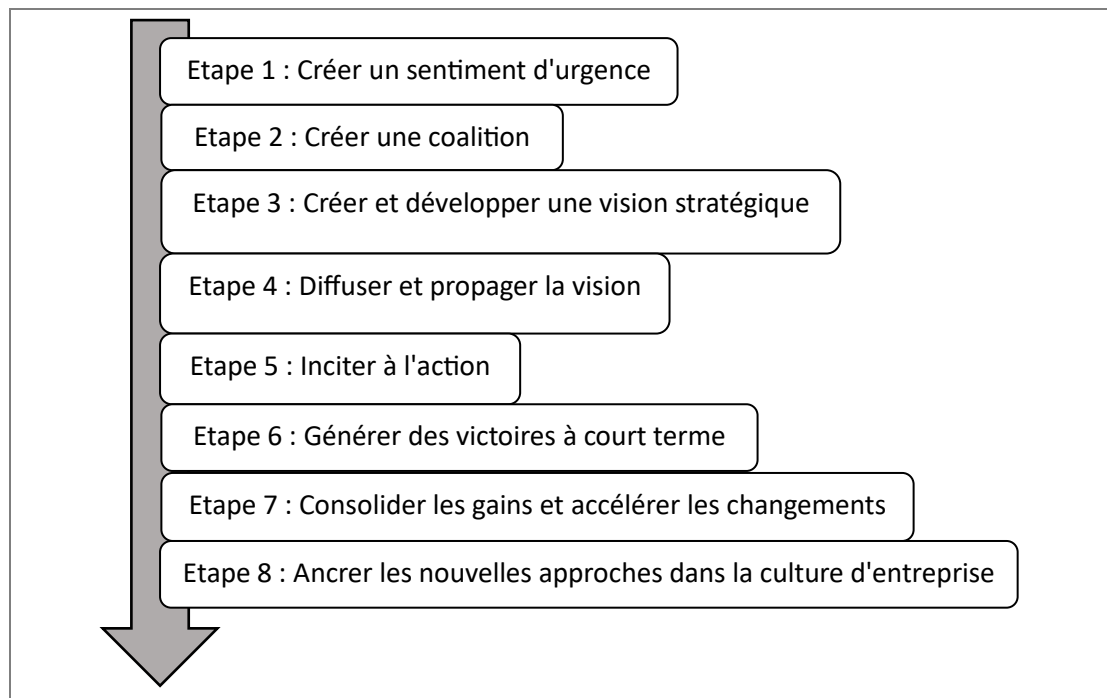 Etape 1 : Créer un sentiment d'urgence
Etape 2 : Créer une coalition
Etape 3 : Créer et développer une vision stratégique
Etape 4 : Diffuser et propager la vision
Etape 5 : Inciter à l'action
Etape 6 : Générer des victoires à court terme
Etape 7 : Consolider les gains et accélérer les changements
Etape 8 : Ancrer les nouvelles approches dans la culture d'entreprise